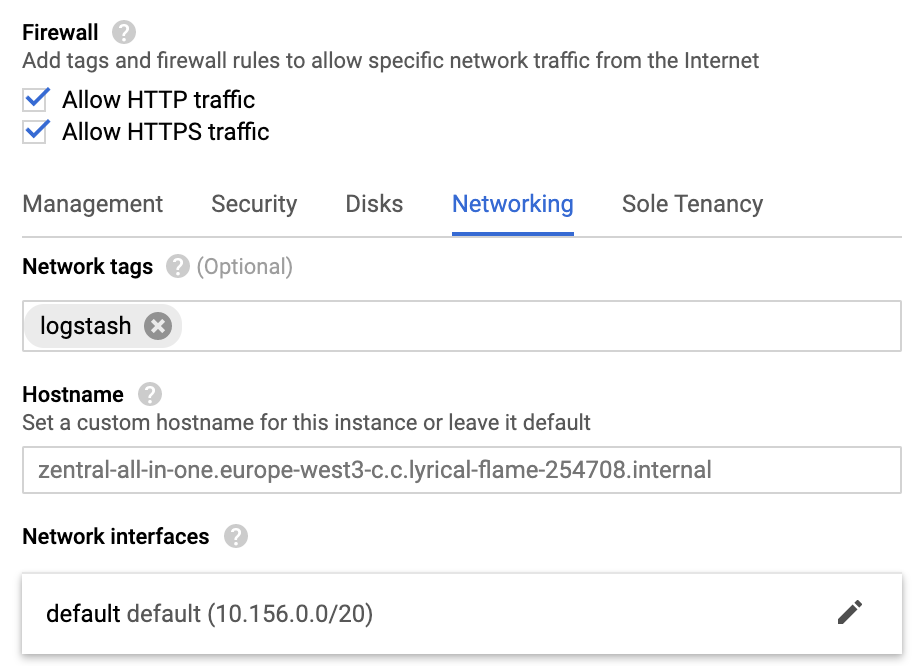 Firewall ?
Add tags and firewall rules to allow specific network traffic from the Internet
Allow HTTP traffic
Allow HTTPS traffic
Management Security Disks Networking Sole Tenancy
Network tags ? (Optional)
logstash
Hostname ?
Set a custom hostname for this instance or leave it default
zentral-all-in-one.europe-west3-c.c.lyrical-flame-254708.internal
Network interfaces ?
default default (10.156.0.0/20)